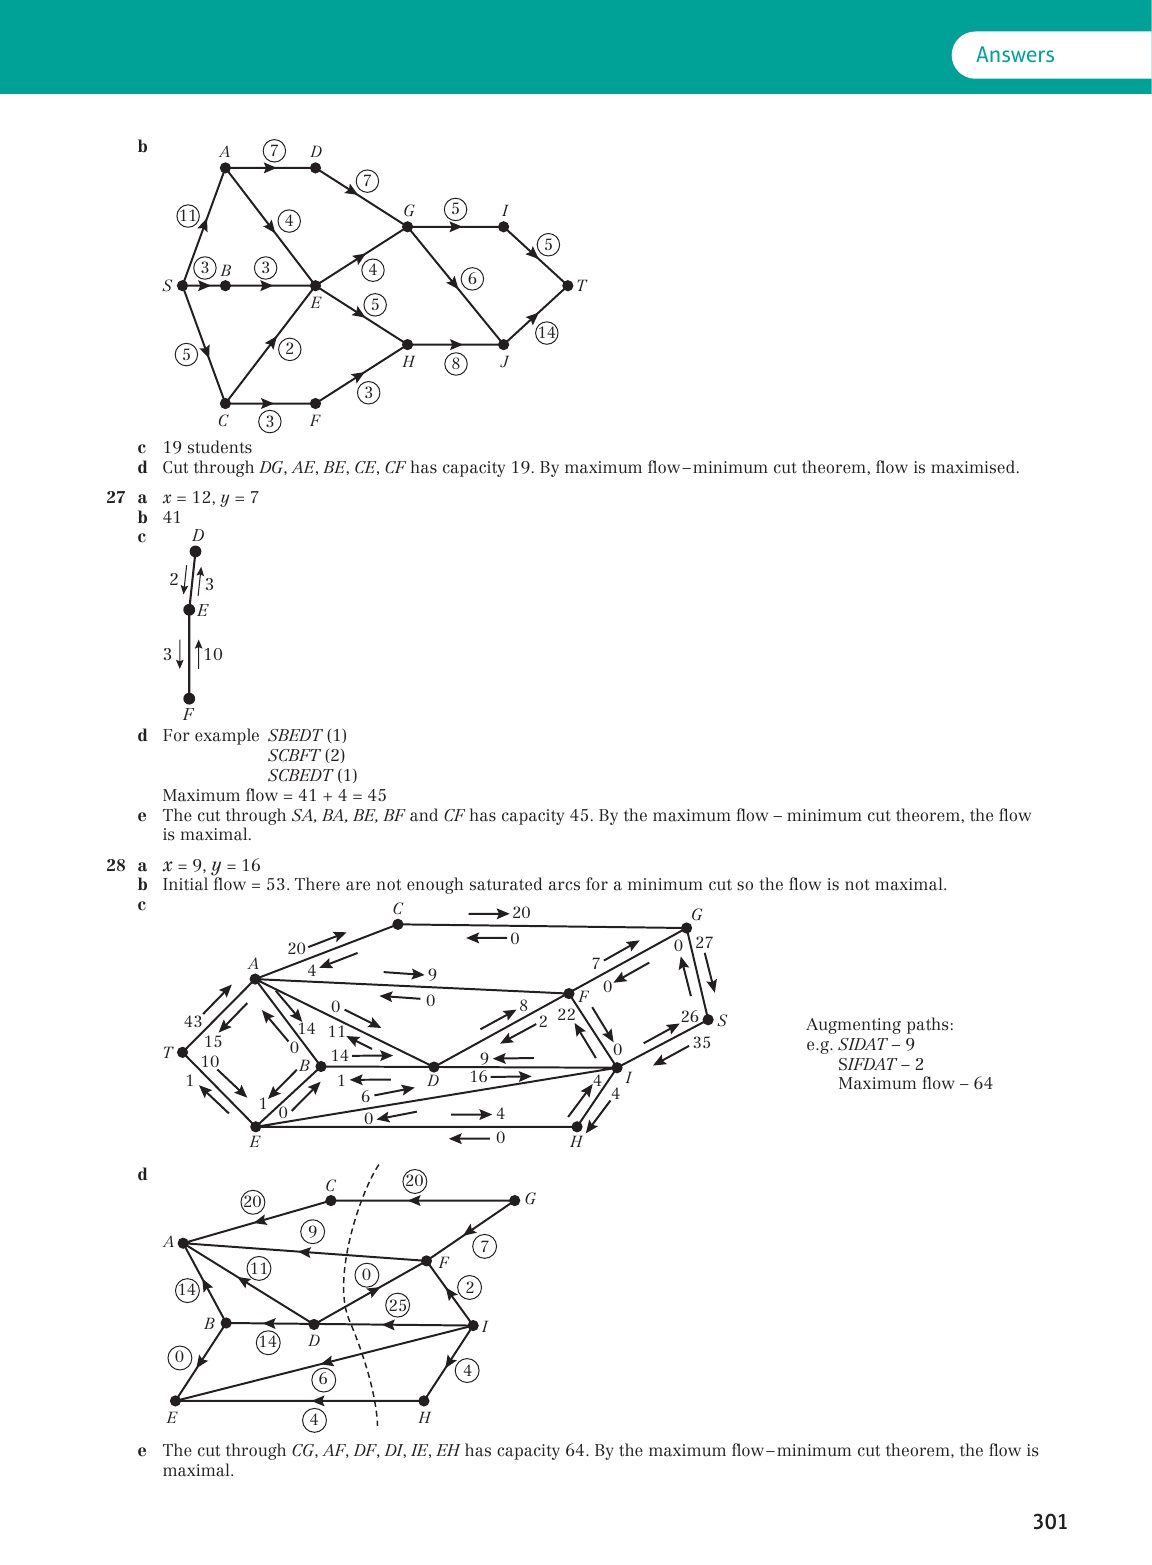 Answers
b
A 7 D
7
G 5 I
11 4 5
S 3 B 3 4 6 T
E 5
5 2 14
H 8 J
3
C 3 F
c 19 students
d Cut through DG, AE, BE, CE, CF has capacity 19. By maximum flow–minimum cut theorem, flow is maximised.
27 a x = 12, y = 7
b 41
c
D
2 3
E
3 10
F
d For example SBEDT (1)
SCBFT (2)
SCBEDT (1)
Maximum flow = 41 + 4 = 45
e The cut through SA, BA, BE, BF and CF has capacity 45. By the maximum flow – minimum cut theorem, the flow
is maximal.
28 a x = 9, y = 16
b Initial flow = 53. There are not enough saturated arcs for a minimum cut so the flow is not maximal.
c
C 20 G
20 0 0 27
A 4 9 7
0 0 F
43 0 8 22 26 S
15 14 11 2
T 10 0 14 9 0 35
1 B 1 D 16 4 I
1 0 6 4
0 4
E 0 H
Augmenting paths:
e.g. SIDAT – 9
SIFDAT – 2
Maximum flow – 64
d
C 20 G
20
A 9 7
F
11 0
14 2
25
B 14 D I
0
6 4
E 4 H
e The cut through CG, AF, DF, DI, IE, EH has capacity 64. By the maximum flow–minimum cut theorem, the flow is
maximal.
301